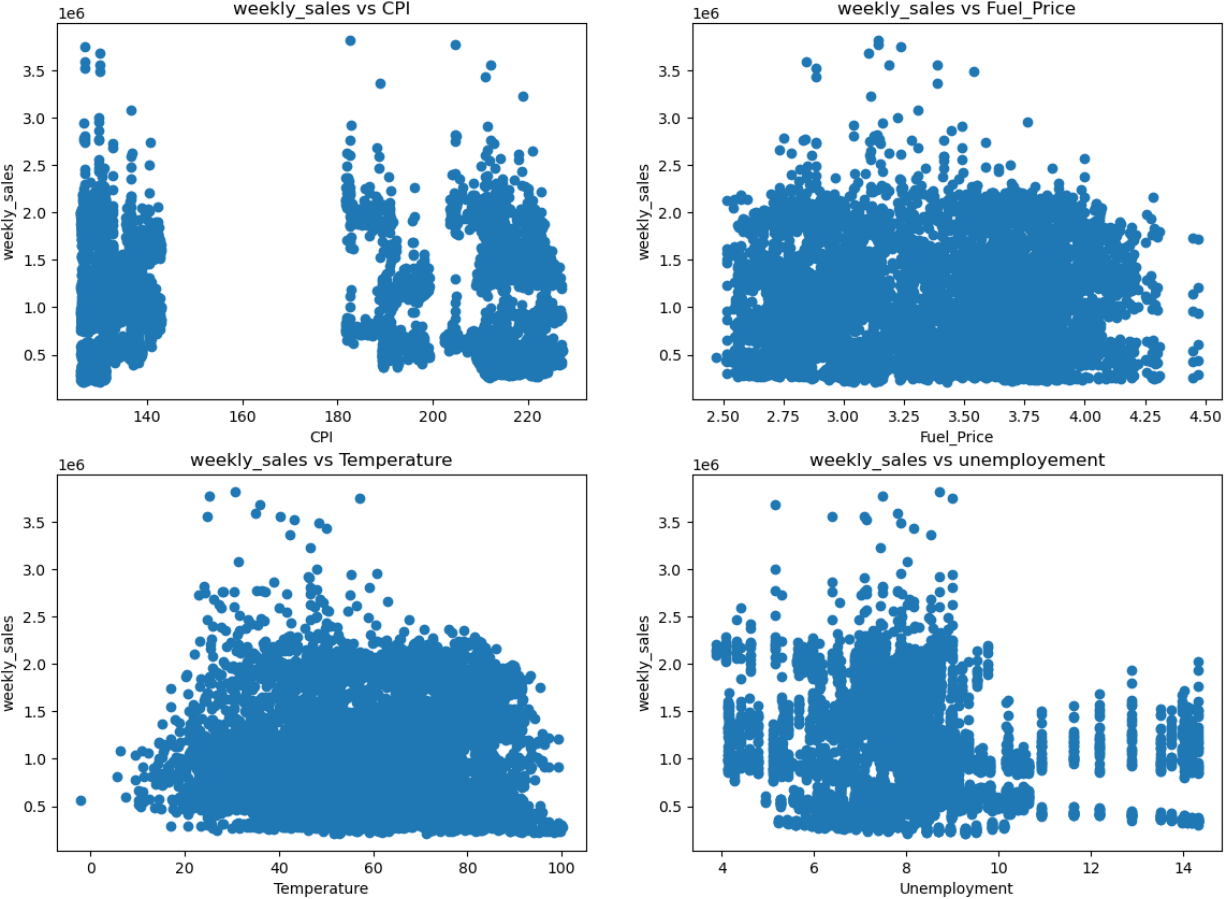 weekly_sales vs CPI
1e6
3.5
3.0
2.5
2.0
1.5
1.0
0.5
weekly_sales
140 160 180 200 220
CPI
weekly_sales vs Fuel_Price
1e6
3.5
3.0
2.5
2.0
1.5
1.0
0.5
weekly_sales
2.50 2.75 3.00 3.25 3.50 3.75 4.00 4.25 4.50
Fuel_Price
weekly_sales vs Temperature
1e6
3.5
3.0
2.5
2.0
1.5
1.0
0.5
weekly_sales
0 20 40 60 80 100
Temperature
weekly_sales vs unemployement
1e6
3.5
3.0
2.5
2.0
1.5
1.0
0.5
weekly_sales
4 6 8 10 12 14
Unemployment